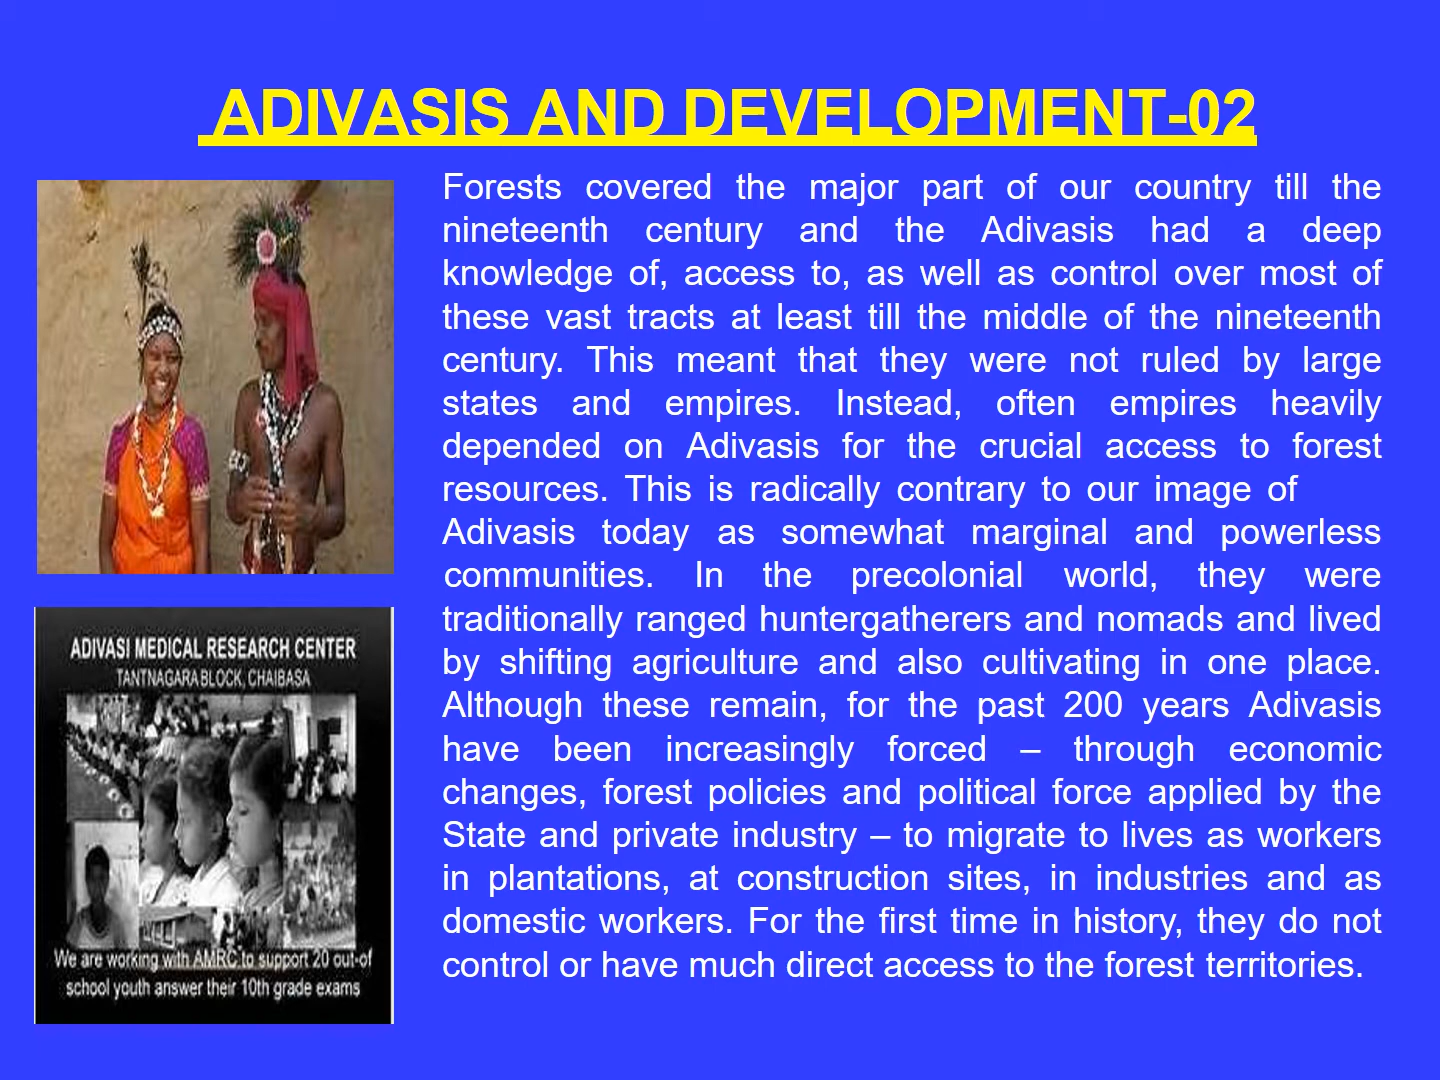 ADIVASIS AND DEVELOPMENT-02
Forests covered the major part of our country till the
nineteenth century and the Adivasis had a deep
knowledge of, access to, as well as control over most of
these vast tracts at least till the middle of the nineteenth
century. This meant that they were not ruled by large
states and empires. Instead, often empires heavily
depended on Adivasis for the crucial access to forest
resources. This is radically contrary to our image of
Adivasis today as somewhat marginal and powerless
communities. In the precolonial world, they were
traditionally ranged huntergatherers and nomads and lived
by shifting agriculture and also cultivating in one place.
Although these remain, for the past 200 years Adivasis
have been increasingly forced – through economic
changes, forest policies and political force applied by the
State and private industry – to migrate to lives as workers
in plantations, at construction sites, in industries and as
domestic workers. For the first time in history, they do not
control or have much direct access to the forest territories.
ADIVASI MEDICAL RESEARCH CENTER
TANTNAGARA BLOCK, CHAIBASA
We are working with AMRC to support 20 out-of
school youth answer their 10th grade exams